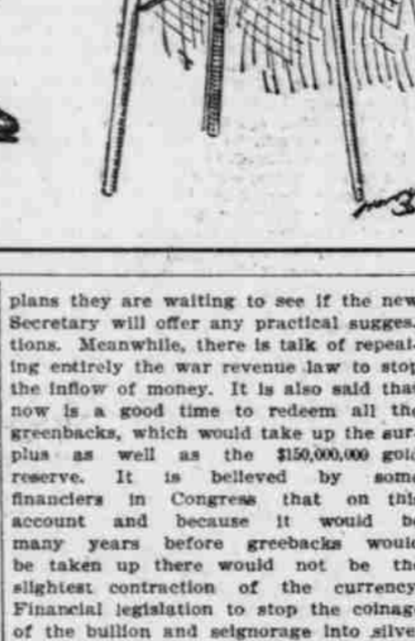 plans they are waiting to see if the new
Secretary will offer any practical sugges-
tions. Meanwhile, there is talk of repeal-
ing entirely the war revenue law to stop
the inflow of money. It is also said that
now is a good time to redeem all the
greenbacks, which would take up the sur-
plus as well as the $150,000,000 gold
reserve. It is believed by some
financiers in Congress that on this
account and because it would be
many years before greebacks would
be taken up there would not be the
slightest contraction of the currency.
Financial legislation to stop the coinage
of the bullion and seignorage into silver